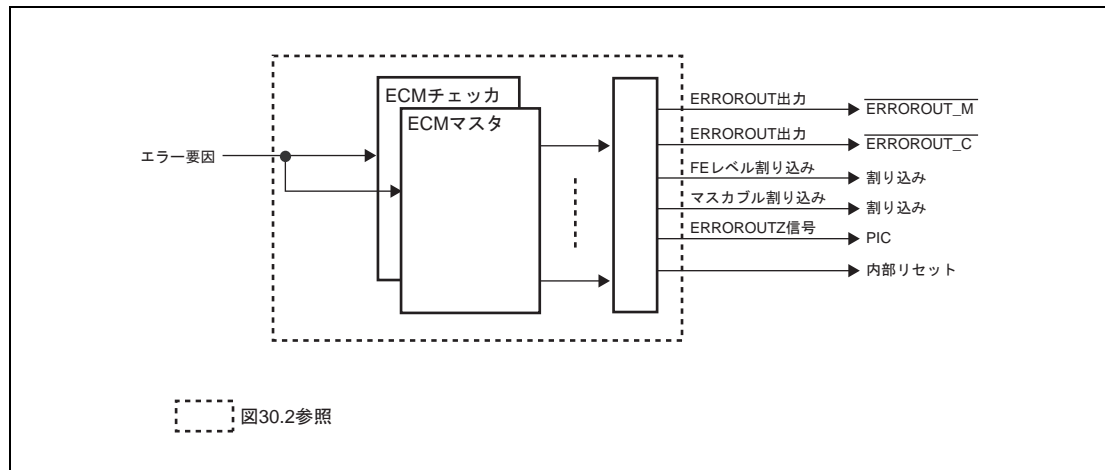 ECMチェッカ
ECMマスタ
エラー要因
ERROROUT出力
ERROROUT_M
ERROROUT出力
ERROROUT_C
FEレベル割り込み
割り込み
マスカブル割り込み
割り込み
ERROROUTZ信号
PIC
内部リセット
図30.2参照